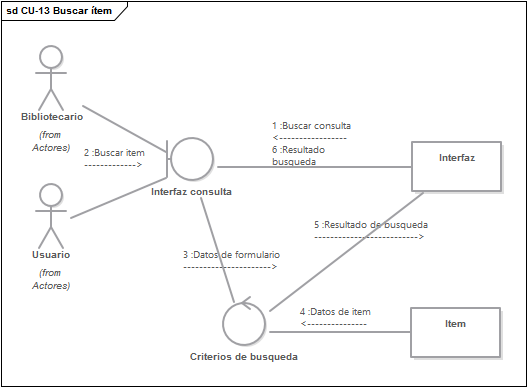 sd CU-13 Buscar ítem
Bibliotecario
(from
Actores)
2 :Buscar item
------------->
1 :Buscar consulta
<-----------------
6 :Resultado
busqueda
Interfaz
Interfaz consulta
Usuario
(from
Actores)
5 :Resultado de busqueda
-------------------------->
3 :Datos de formulario
---------------------->
4 :Datos de item
<---------------
Item
Criterios de busqueda